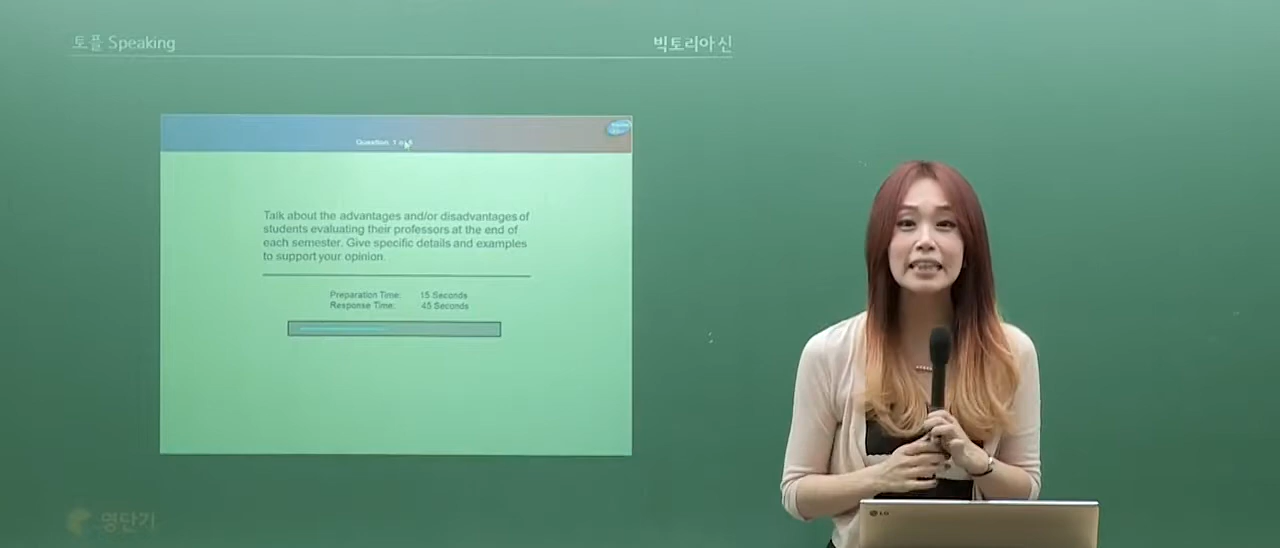 토플 Speaking
빅토리아 신
Question 1 of
Talk about the advantages and/or disadvantages of
students evaluating their professors at the end of
each semester. Give specific details and examples
to support your opinion.
Preparation Time: 15 Seconds
Response Time: 45 Seconds
영단기
LG